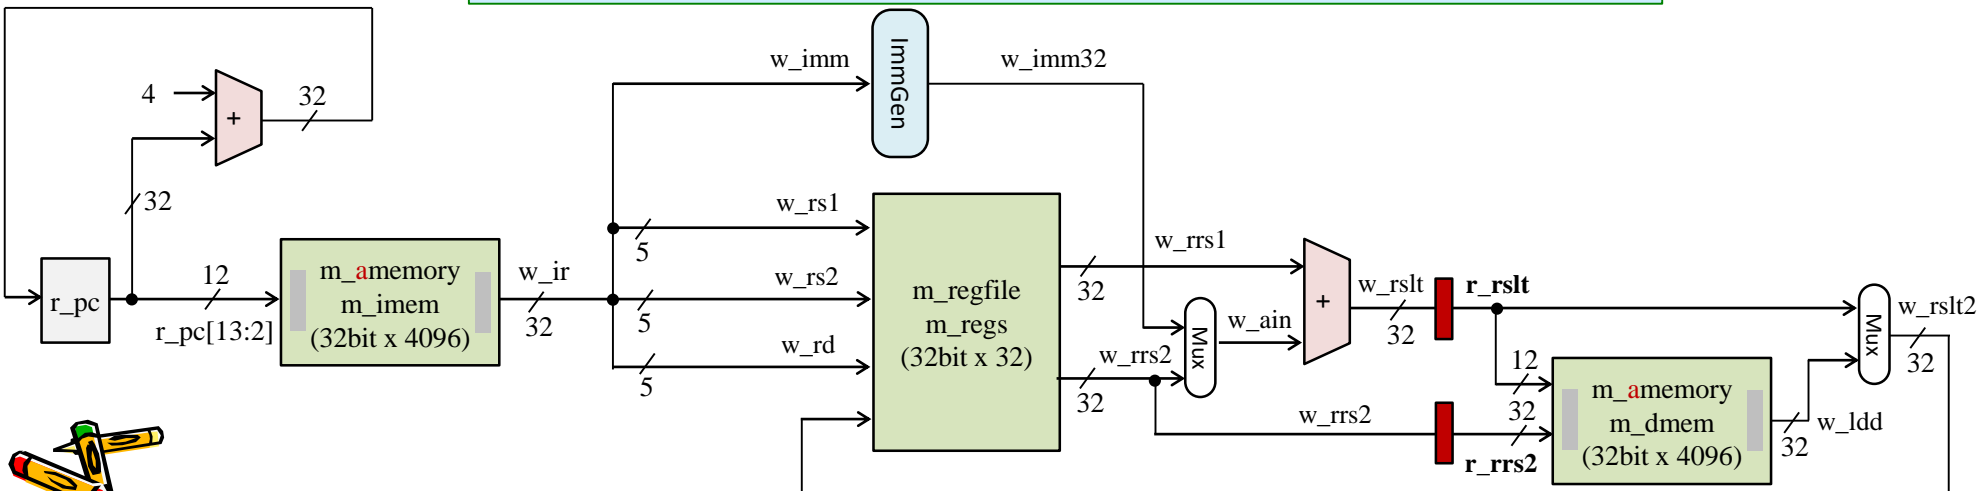 4
+
32
32
r_pc
12
r_pc[13:2]
m_amemory
m_imem
(32bit x 4096)
w_ir
32
w_imm
ImmGen
w_imm32
w_rs1
5
w_rs2
5
w_rd
5
m_regfile
m_regs
(32bit x 32)
w_rrs1
32
w_rrs2
32
Mux
w_ain
+
w_rslt
32
r_rslt
w_rrs2
r_rrs2
12
32
m_amemory
m_dmem
(32bit x 4096)
32
w_ldd
Mux
w_rslt2
32